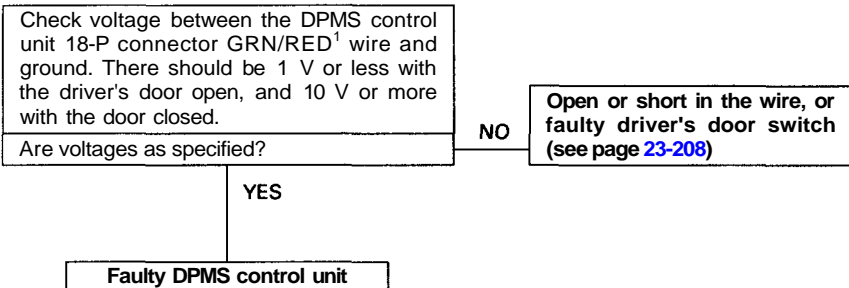 Check voltage between the DPMS control
unit 18-P connector GRN/RED¹ wire and
ground. There should be 1 V or less with
the driver's door open, and 10 V or more
with the door closed.
Are voltages as specified?
NO
Open or short in the wire, or
faulty driver's door switch
(see page 23-208)
YES
Faulty DPMS control unit